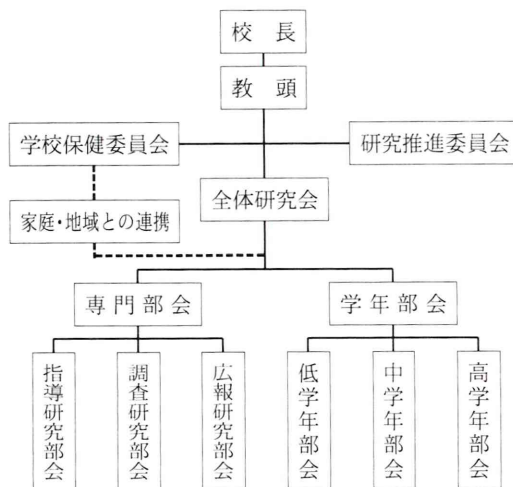 校長
教頭
学校保健委員会
研究推進委員会
全体研究会
家庭・地域との連携
専門部会
学年部会
指導研究部会
調査研究部会
広報研究部会
低学年部会
中学年部会
高学年部会